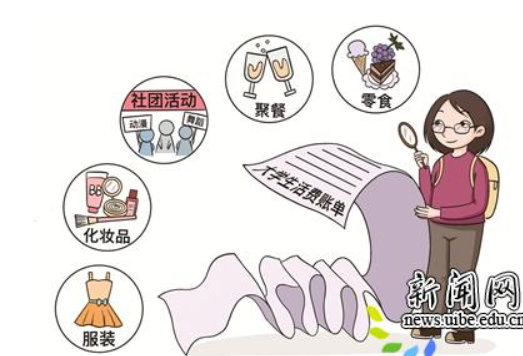 聚餐
零食
社团活动
动漫
舞蹈
BB
化妆品
服装
大学生活费账单
新闻网
news.uibe.edu.cn